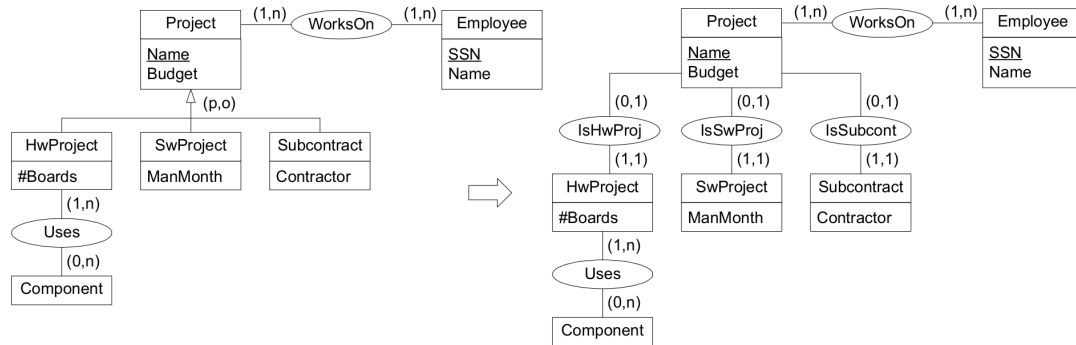 Project
(1,n)
WorksOn
(1,n)
Employee
Name
Budget
SSN
Name
(p,o)
HwProject
#Boards
SwProject
ManMonth
Subcontract
Contractor
(1,n)
Uses
(0,n)
Component
Project
(1,n)
WorksOn
(1,n)
Employee
Name
Budget
SSN
Name
(0,1)
(0,1)
(0,1)
IsHwProj
IsSwProj
IsSubcont
(1,1)
(1,1)
(1,1)
HwProject
#Boards
SwProject
ManMonth
Subcontract
Contractor
(1,n)
Uses
(0,n)
Component